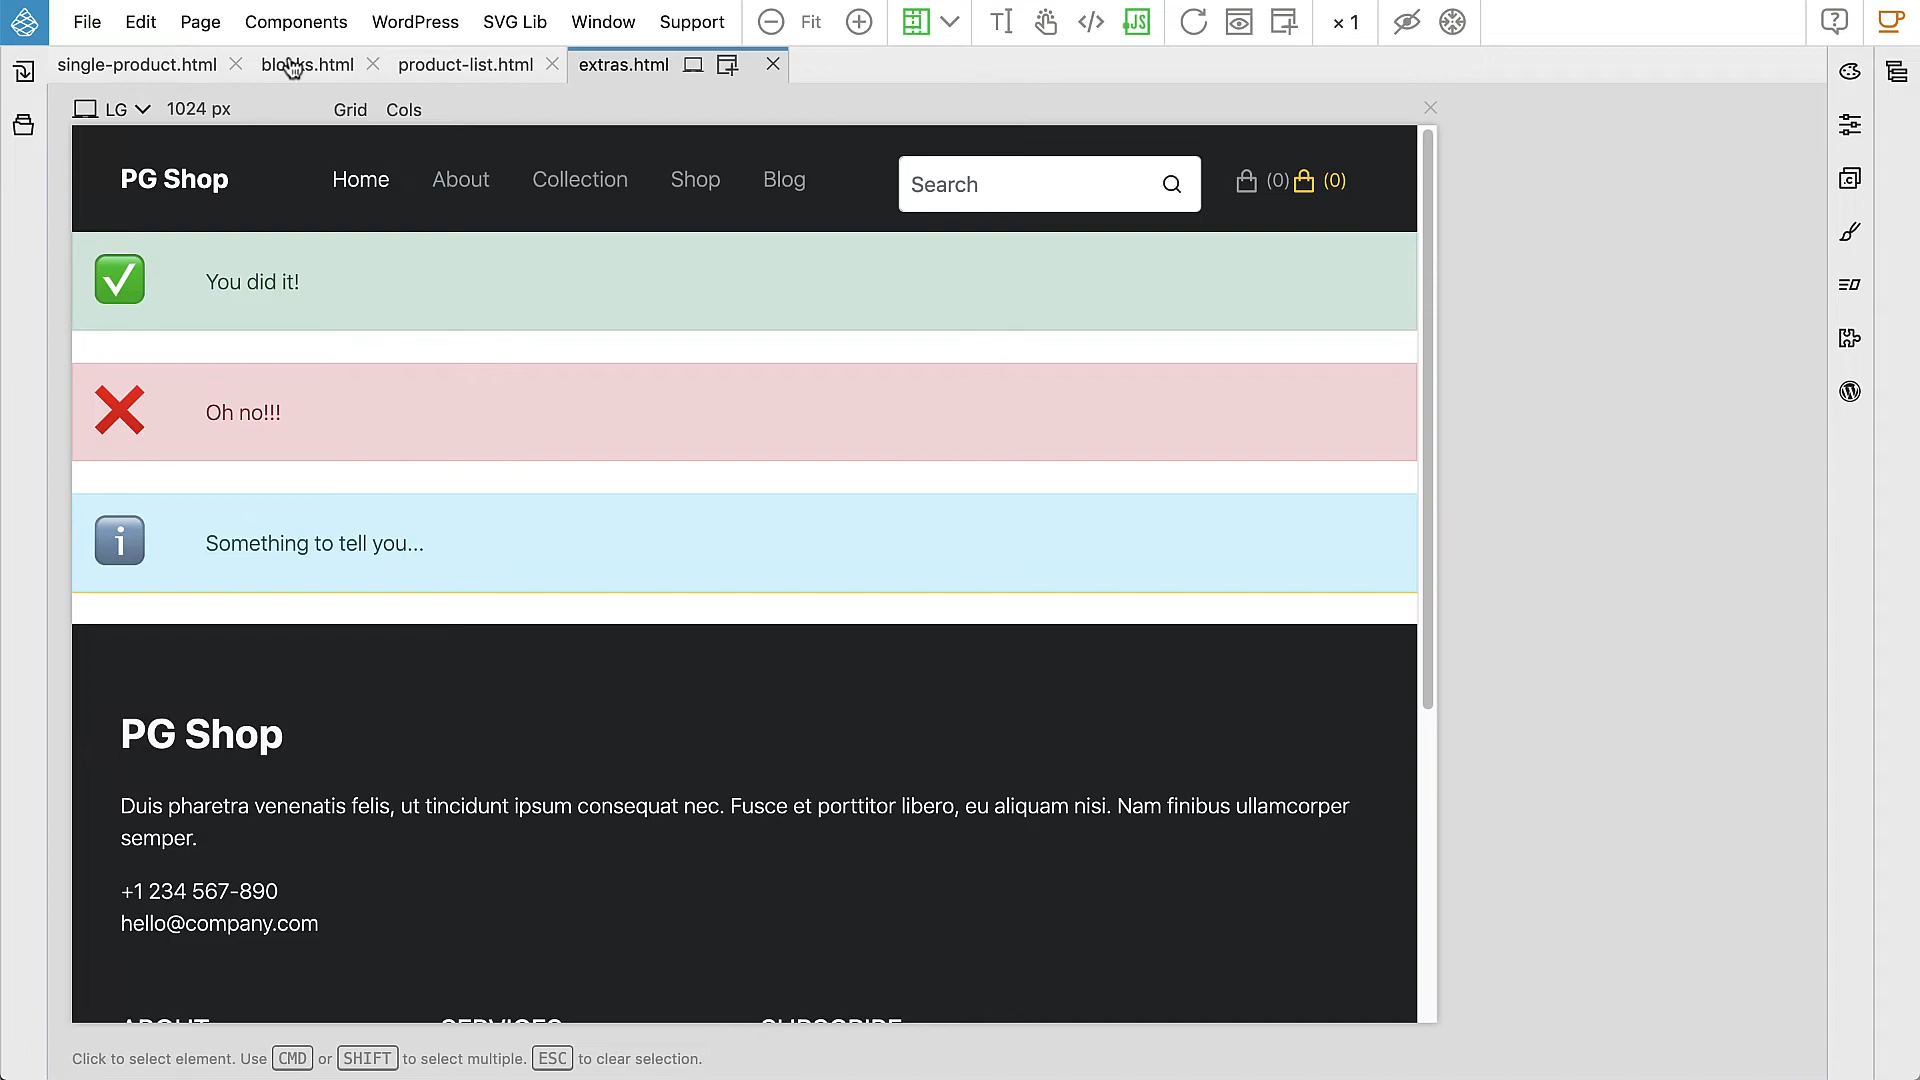 File Edit Page Components WordPress SVG Lib Window Support Fit × 1
single-product.html blocks.html product-list.html extras.html
LG 1024 px Grid Cols
PG Shop Home About Collection Shop Blog Search (0) (0)
You did it!
Oh no!!!
Something to tell you...
PG Shop
Duis pharetra venenatis felis, ut tincidunt ipsum consequat nec. Fusce et porttitor libero, eu aliquam nisi. Nam finibus ullamcorper
semper.
+1 234 567-890
hello@company.com
ABOUT SERVICES SUBSCRIBE
Click to select element. Use CMD or SHIFT to select multiple. ESC to clear selection.